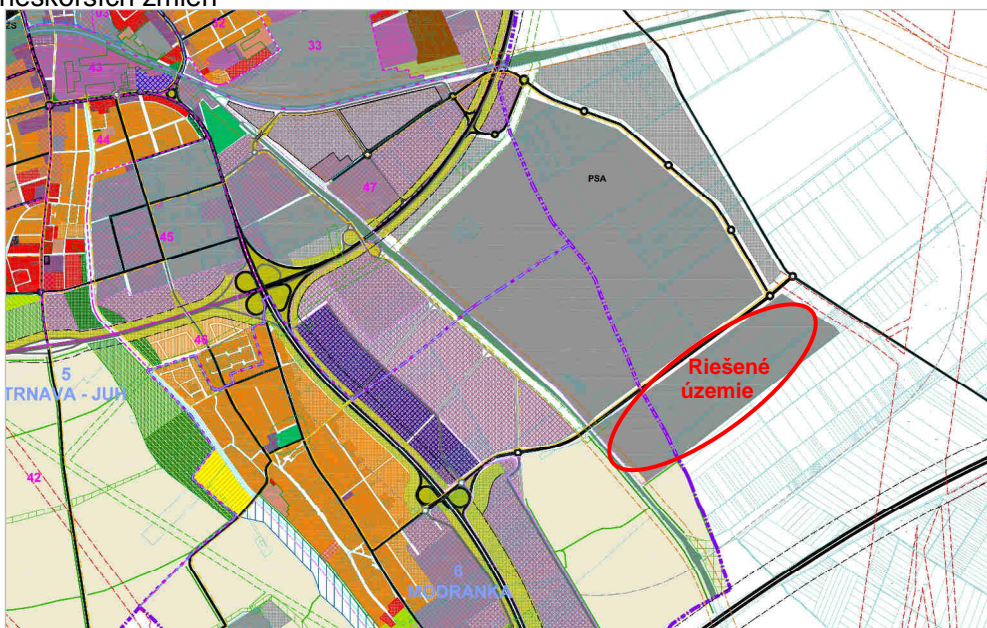 neskorších zmien
33
43
44
47
PSA
45
46
5
TRNAVA - JUH
42
Riešené
územie
6
MODRANKA